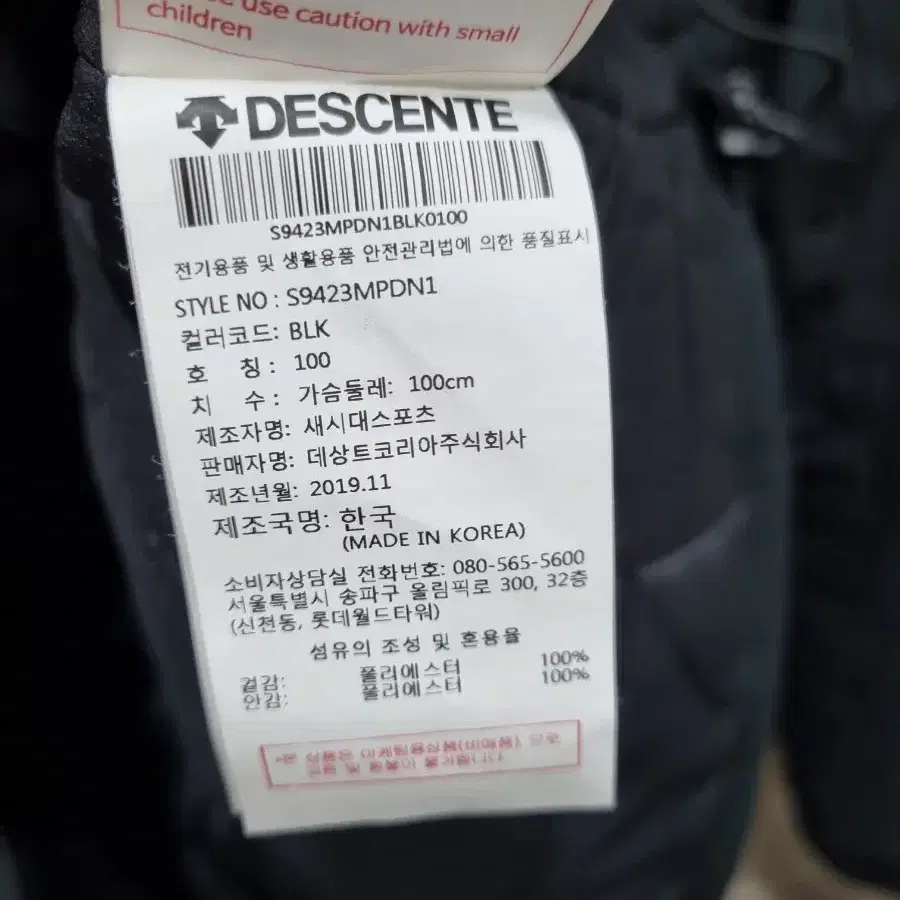 use caution with small
children
DESCENTE
S9423MPDN1BLK0100
전기용품 및 생활용품 안전관리법에 의한 품질표시
STYLE NO : S9423MPDN1
컬러코드: BLK
호 칭 : 100
치 수 : 가슴둘레: 100cm
제조자명: 새시대스포츠
판매자명: 데상트코리아주식회사
제조년월: 2019.11
제조국명: 한국
(MADE IN KOREA)
소비자상담실 전화번호: 080-565-5600
서울특별시 송파구 올림픽로 300, 32층
(신천동, 롯데월드타워)
섬유의 조성 및 혼용율
겉감: 폴리에스터 100%
안감: 폴리에스터 100%